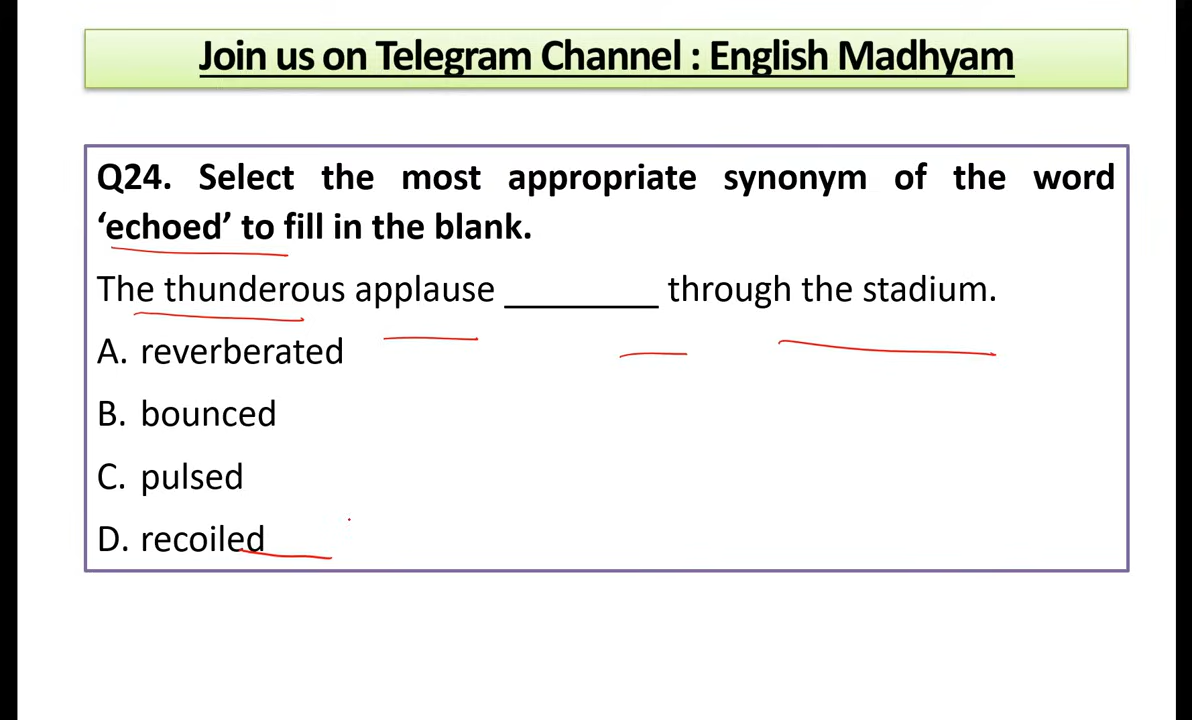 Join us on Telegram Channel : English Madhyam
Q24. Select the most appropriate synonym of the word
‘echoed’ to fill in the blank.
The thunderous applause ________ through the stadium.
A. reverberated
B. bounced
C. pulsed
D. recoiled